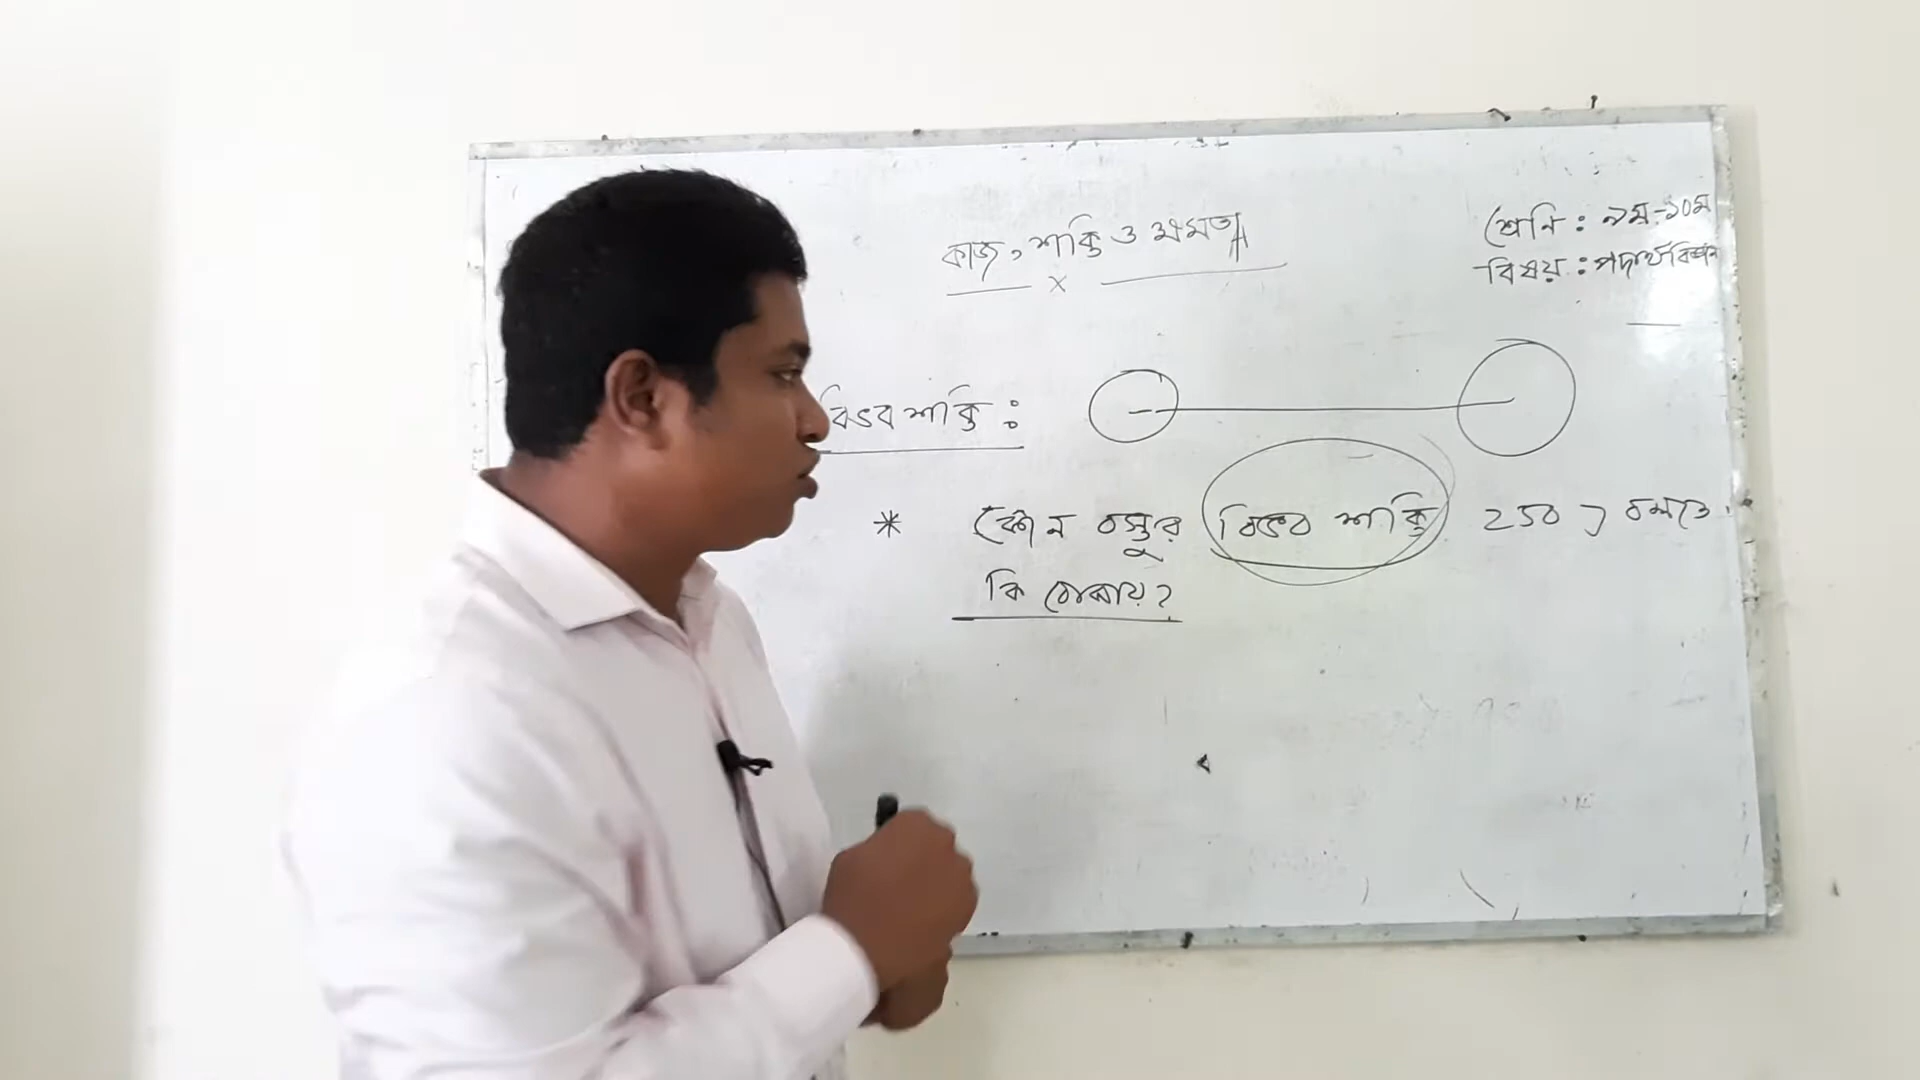 কাজ, শক্তি ও ক্ষমতা
শ্রেনি : ৯ম-১০ম
বিষয় : পদার্থবিজ্ঞান
বিভব শক্তি :
* কোন বস্তুর বিভব শক্তি 250 J বলতে
কি বোঝায়?